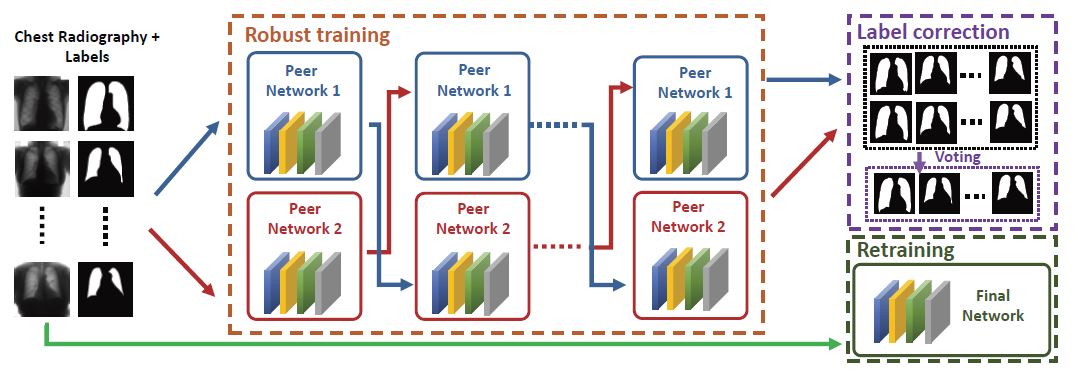 Chest Radiography +
Labels
Robust training
Peer
Network 1
Peer
Network 1
Peer
Network 1
Peer
Network 2
Peer
Network 2
Peer
Network 2
Label correction
Voting
Retraining
Final
Network